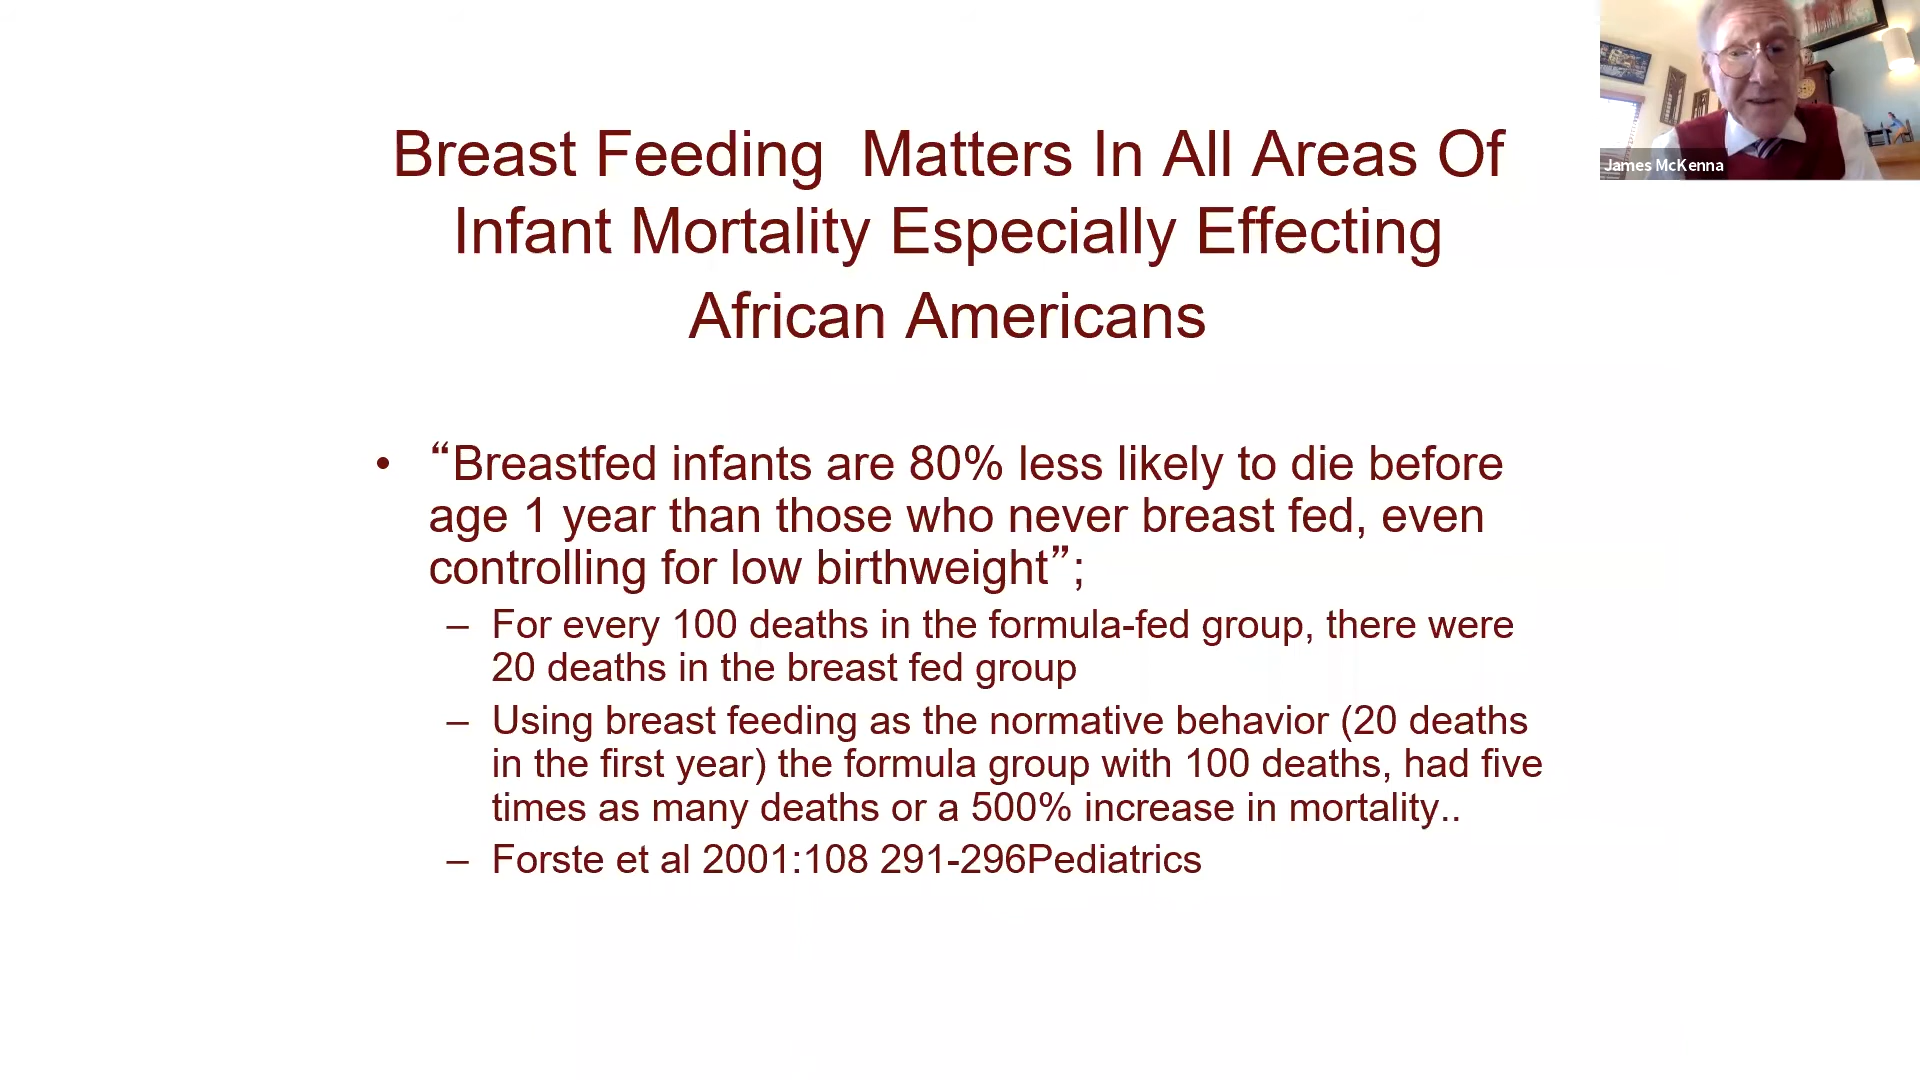 Breast Feeding  Matters In All Areas Of
Infant Mortality Especially Effecting
African Americans
James McKenna
• “Breastfed infants are 80% less likely to die before
age 1 year than those who never breast fed, even
controlling for low birthweight”;
– For every 100 deaths in the formula-fed group, there were
20 deaths in the breast fed group
– Using breast feeding as the normative behavior (20 deaths
in the first year) the formula group with 100 deaths, had five
times as many deaths or a 500% increase in mortality..
– Forste et al 2001:108 291-296Pediatrics